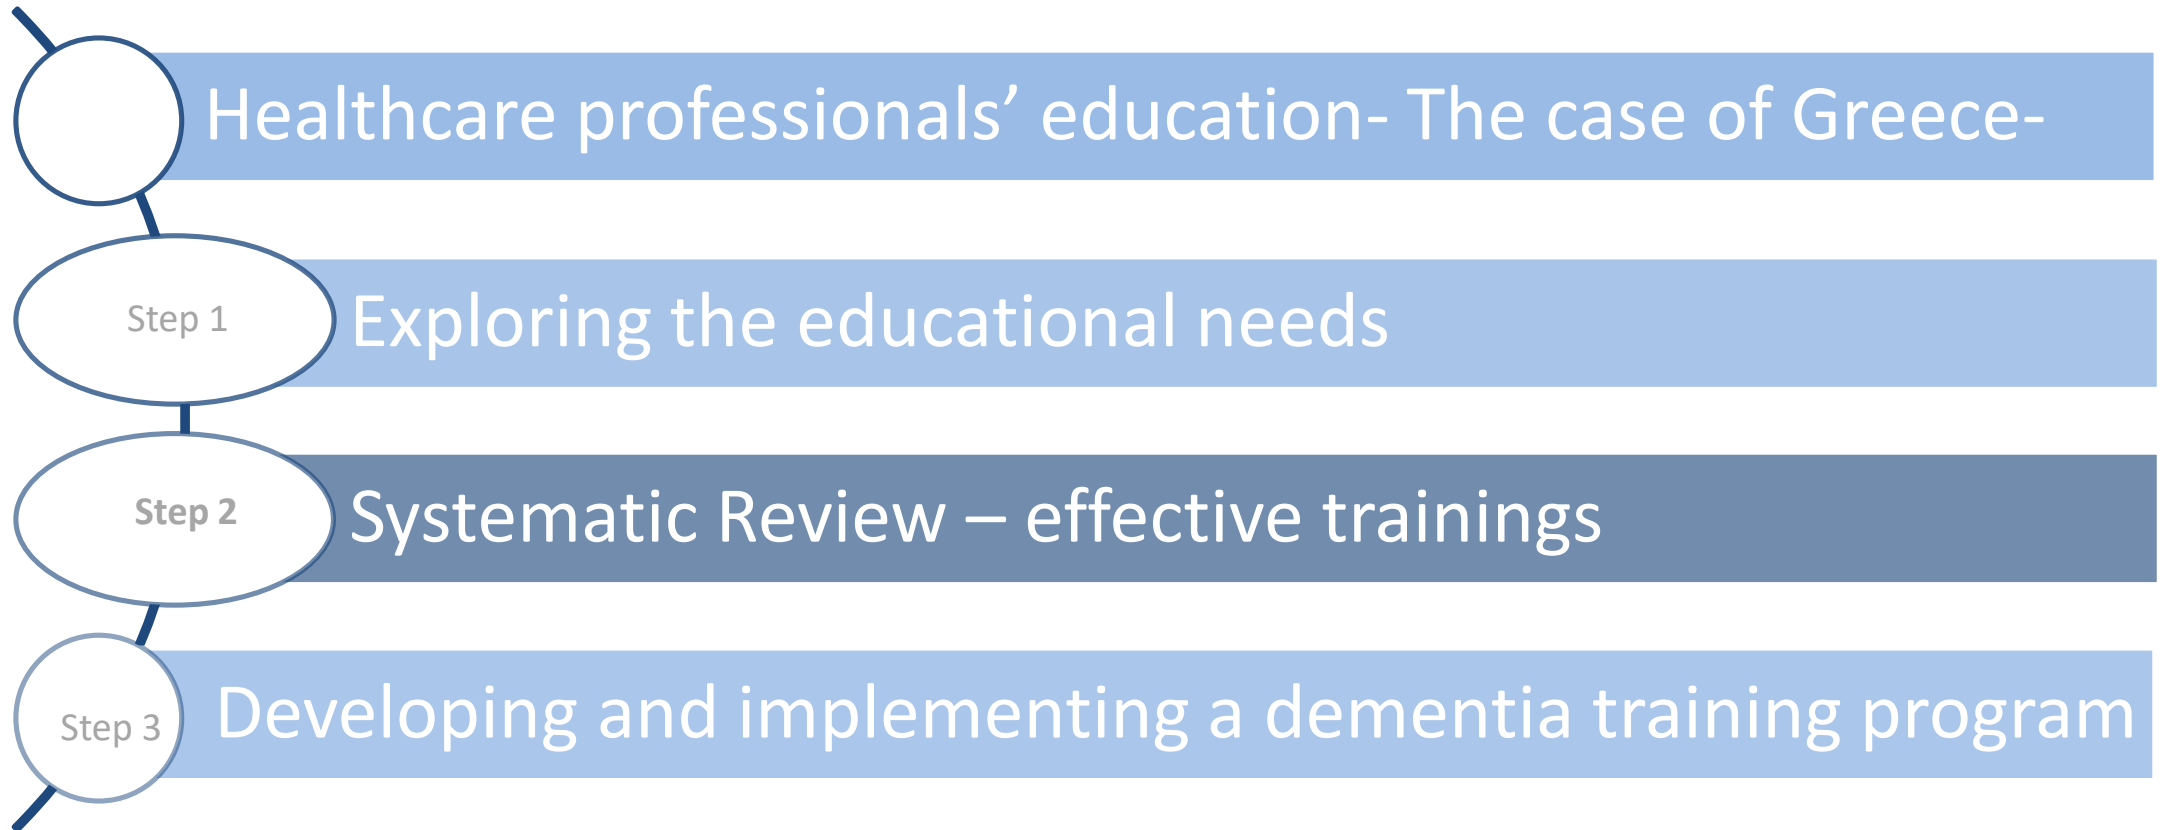 Healthcare professionals’ education- The case of Greece-
Step 1
Exploring the educational needs
Step 2
Systematic Review – effective trainings
Step 3
Developing and implementing a dementia training program